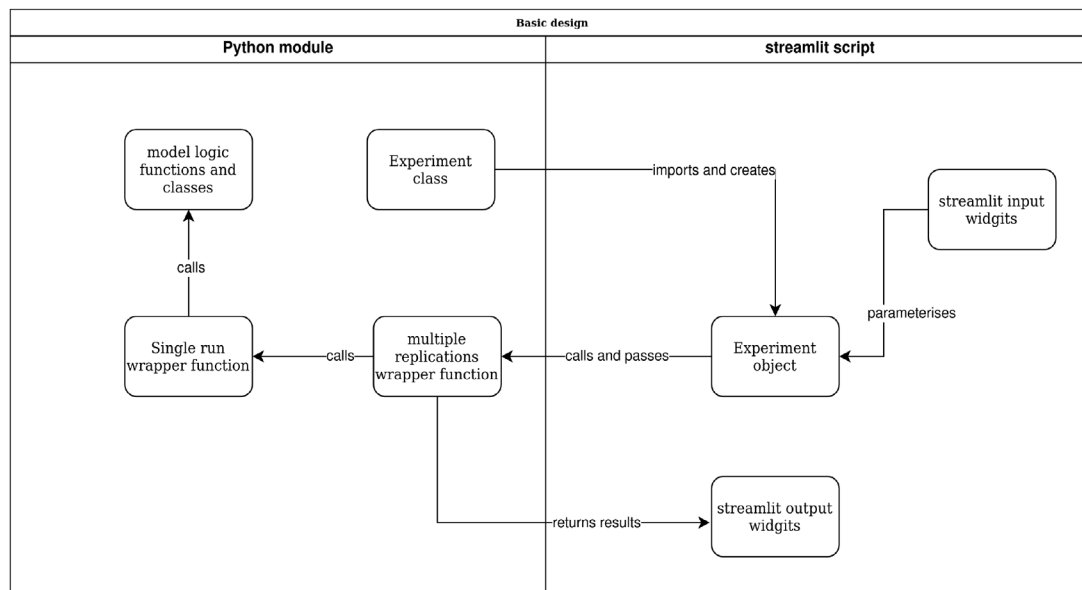 Basic design
Python module
streamlit script
model logic
functions and
classes
Experiment
class
imports and creates
streamlit input
widgits
calls
parameterises
Single run
wrapper function
calls
multiple
replications
wrapper function
calls and passes
Experiment
object
returns results
streamlit output
widgits